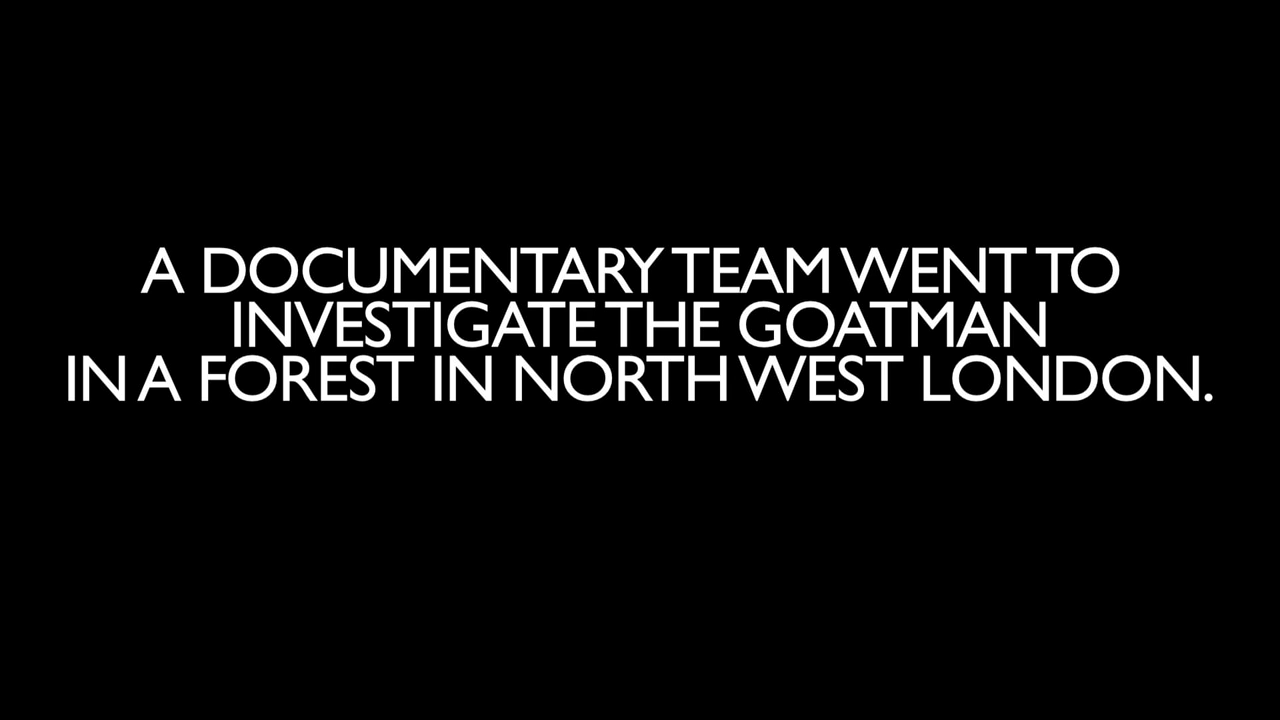 A DOCUMENTARY TEAM WENT TO
INVESTIGATE THE GOATMAN
IN A FOREST IN NORTH WEST LONDON.